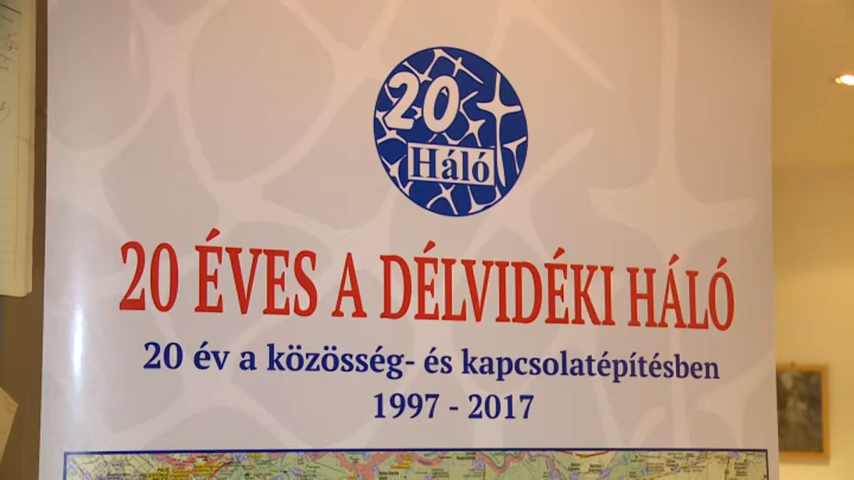 20
Háló
20 ÉVES A DÉLVIDÉKI HÁLÓ
20 év a közösség- és kapcsolatépítésben
1997 - 2017